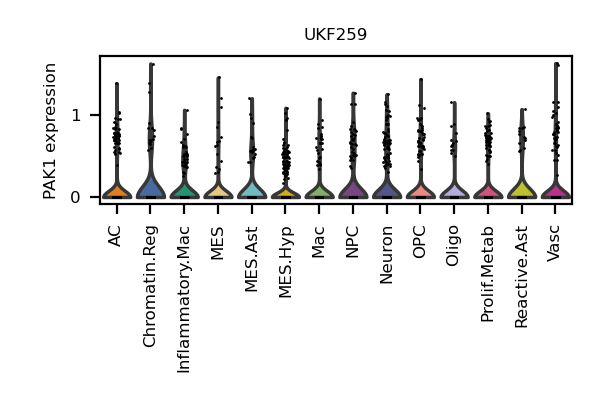 UKF259
PAK1 expression
1
0
AC
Chromatin.Reg
Inflammatory.Mac
MES
MES.Ast
MES.Hyp
Mac
NPC
Neuron
OPC
Oligo
Prolif.Metab
Reactive.Ast
Vasc